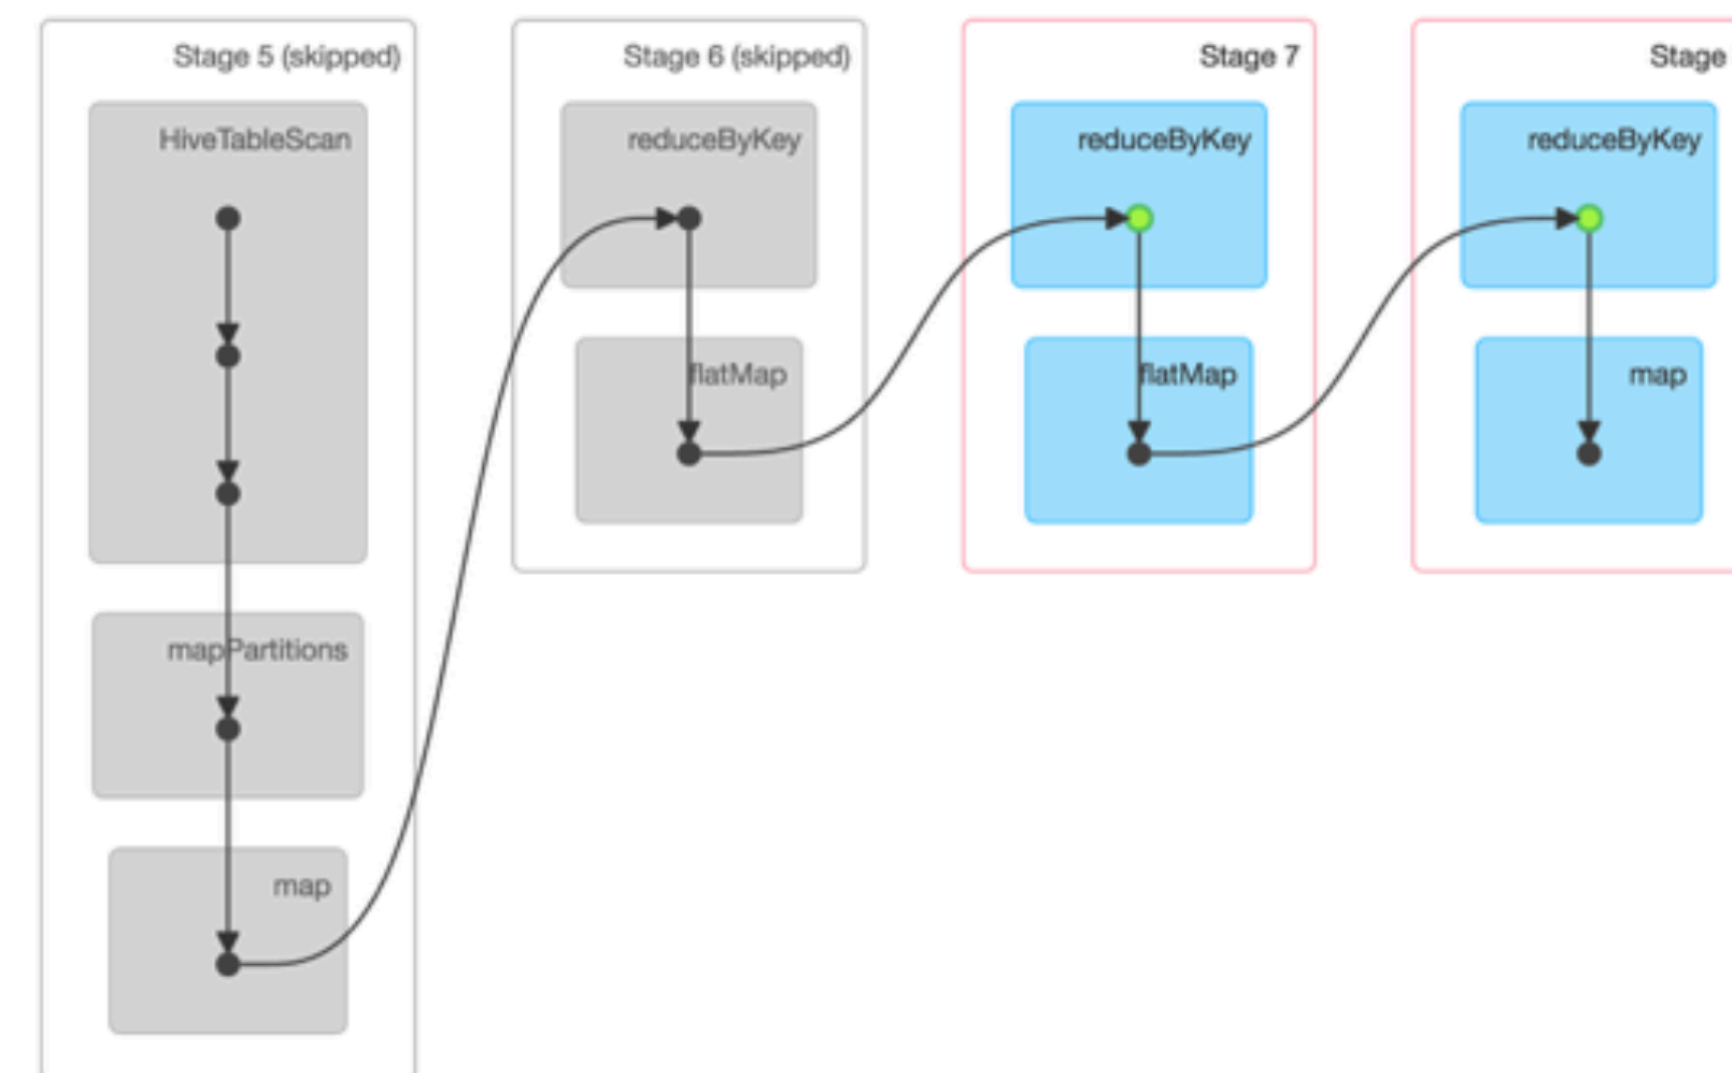 Stage 5 (skipped)
HiveTableScan
mapPartitions
map
Stage 6 (skipped)
reduceByKey
flatMap
Stage 7
reduceByKey
flatMap
Stage
reduceByKey
map